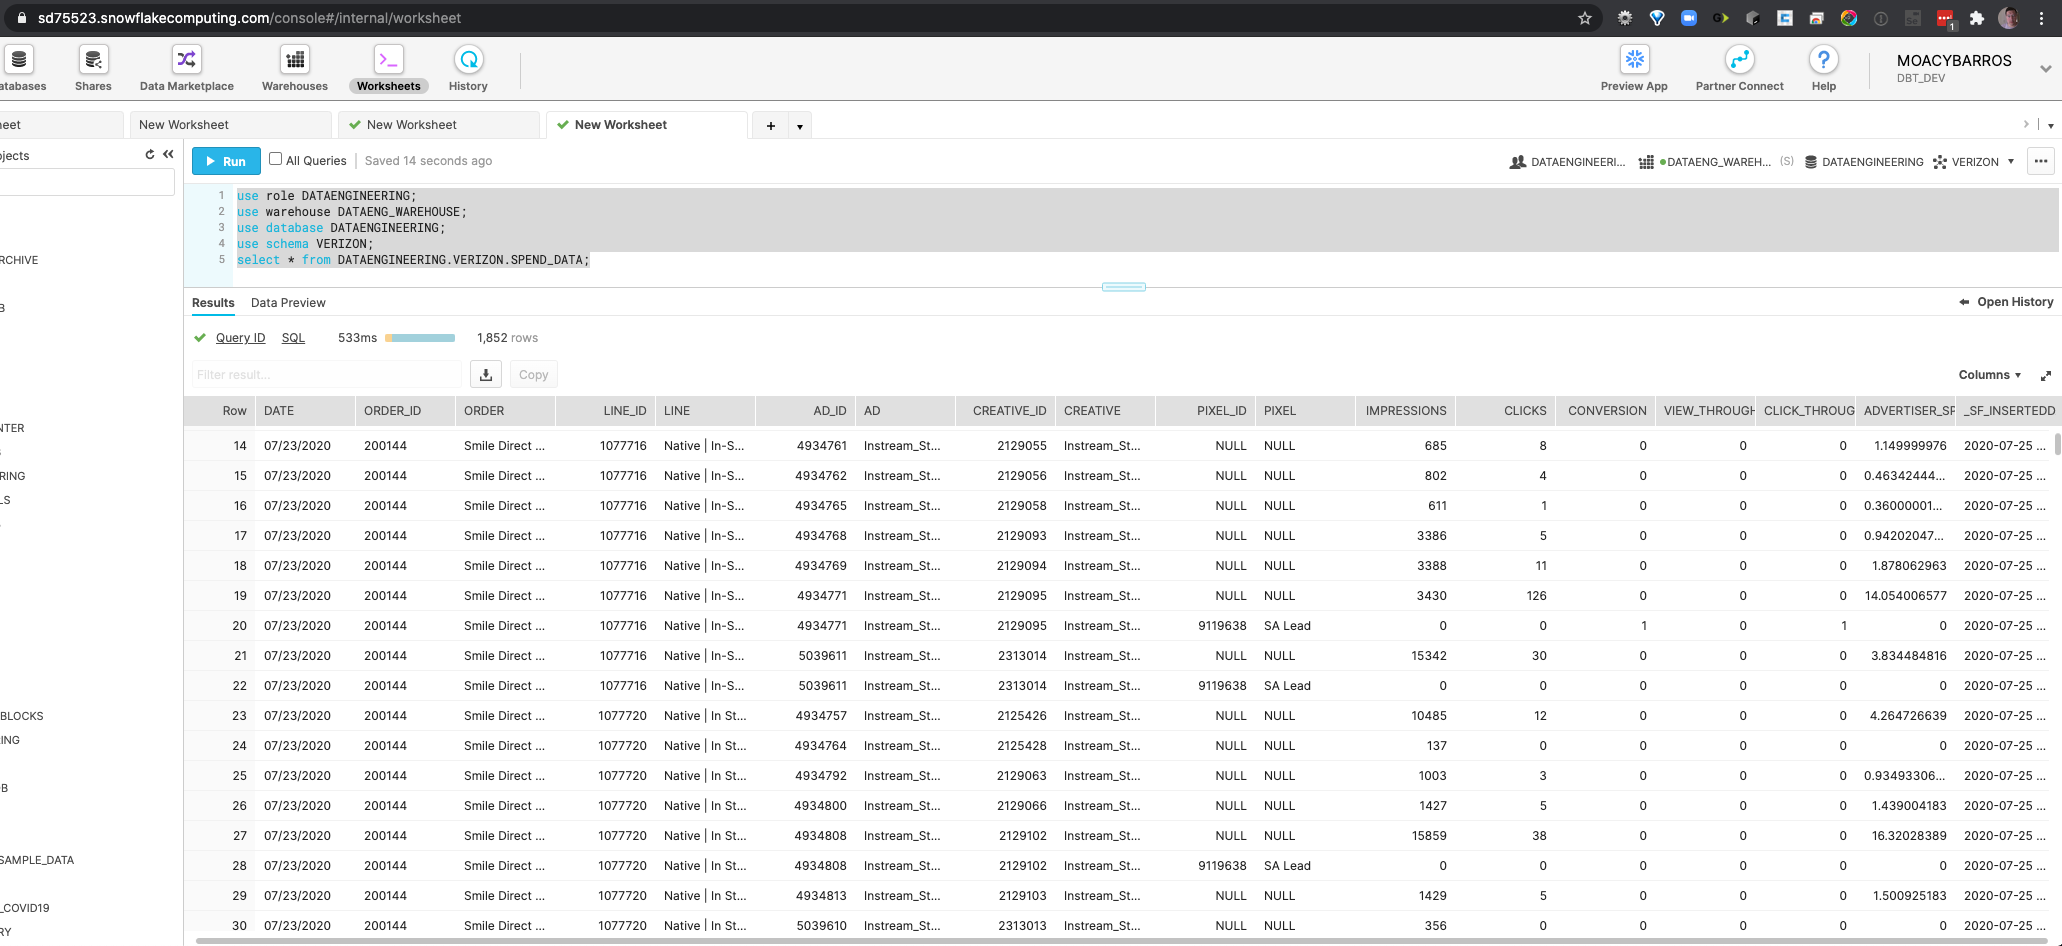 sd75523.snowflakecomputing.com/console#/internal/worksheet
1
atabases Shares Data Marketplace Warehouses Worksheets History Preview App Partner Connect Help MOACYBARROS
DBT_DEV
eet New Worksheet New Worksheet New Worksheet +
jects Run All Queries Saved 14 seconds ago DATAENGINEERI... DATAENG_WAREH... (S) DATAENGINEERING VERIZON ...
1 use role DATAENGINEERING;
2 use warehouse DATAENG_WAREHOUSE;
3 use database DATAENGINEERING;
4 use schema VERIZON;
5 select * from DATAENGINEERING.VERIZON.SPEND_DATA;
RCHIVE
B
NTER
RING
LS
BLOCKS
ING
B
SAMPLE_DATA
_COVID19
RY
Results Data Preview Open History
Query ID SQL 533ms 1,852 rows
Filter result... Copy Columns
Row DATE ORDER_ID ORDER LINE_ID LINE AD_ID AD CREATIVE_ID CREATIVE PIXEL_ID PIXEL IMPRESSIONS CLICKS CONVERSION VIEW_THROUGH CLICK_THROUG ADVERTISER_SF _SF_INSERTEDD
14 07/23/2020 200144 Smile Direct ... 1077716 Native | In-S... 4934761 Instream_St... 2129055 Instream_St... NULL NULL 685 8 0 0 0 1.149999976 2020-07-25 ...
15 07/23/2020 200144 Smile Direct ... 1077716 Native | In-S... 4934762 Instream_St... 2129056 Instream_St... NULL NULL 802 4 0 0 0 0.46342444... 2020-07-25 ...
16 07/23/2020 200144 Smile Direct ... 1077716 Native | In-S... 4934765 Instream_St... 2129058 Instream_St... NULL NULL 611 1 0 0 0 0.36000001... 2020-07-25 ...
17 07/23/2020 200144 Smile Direct ... 1077716 Native | In-S... 4934768 Instream_St... 2129093 Instream_St... NULL NULL 3386 5 0 0 0 0.94202047... 2020-07-25 ...
18 07/23/2020 200144 Smile Direct ... 1077716 Native | In-S... 4934769 Instream_St... 2129094 Instream_St... NULL NULL 3388 11 0 0 0 1.878062963 2020-07-25 ...
19 07/23/2020 200144 Smile Direct ... 1077716 Native | In-S... 4934771 Instream_St... 2129095 Instream_St... NULL NULL 3430 126 0 0 0 14.054006577 2020-07-25 ...
20 07/23/2020 200144 Smile Direct ... 1077716 Native | In-S... 4934771 Instream_St... 2129095 Instream_St... 9119638 SA Lead 0 0 1 0 1 0 2020-07-25 ...
21 07/23/2020 200144 Smile Direct ... 1077716 Native | In-S... 5039611 Instream_St... 2313014 Instream_St... NULL NULL 15342 30 0 0 0 3.834484816 2020-07-25 ...
22 07/23/2020 200144 Smile Direct ... 1077716 Native | In-S... 5039611 Instream_St... 2313014 Instream_St... 9119638 SA Lead 0 0 0 0 0 0 2020-07-25 ...
23 07/23/2020 200144 Smile Direct ... 1077720 Native | In St... 4934757 Instream_St... 2125426 Instream_St... NULL NULL 10485 12 0 0 0 4.264726639 2020-07-25 ...
24 07/23/2020 200144 Smile Direct ... 1077720 Native | In St... 4934764 Instream_St... 2125428 Instream_St... NULL NULL 137 0 0 0 0 0 2020-07-25 ...
25 07/23/2020 200144 Smile Direct ... 1077720 Native | In St... 4934792 Instream_St... 2129063 Instream_St... NULL NULL 1003 3 0 0 0 0.93493306... 2020-07-25 ...
26 07/23/2020 200144 Smile Direct ... 1077720 Native | In St... 4934800 Instream_St... 2129066 Instream_St... NULL NULL 1427 5 0 0 0 1.439004183 2020-07-25 ...
27 07/23/2020 200144 Smile Direct ... 1077720 Native | In St... 4934808 Instream_St... 2129102 Instream_St... NULL NULL 15859 38 0 0 0 16.32028389 2020-07-25 ...
28 07/23/2020 200144 Smile Direct ... 1077720 Native | In St... 4934808 Instream_St... 2129102 Instream_St... 9119638 SA Lead 0 0 0 0 0 0 2020-07-25 ...
29 07/23/2020 200144 Smile Direct ... 1077720 Native | In St... 4934813 Instream_St... 2129103 Instream_St... NULL NULL 1429 5 0 0 0 1.500925183 2020-07-25 ...
30 07/23/2020 200144 Smile Direct ... 1077720 Native | In St... 5039610 Instream_St... 2313013 Instream_St... NULL NULL 356 0 0 0 0 0 2020-07-25 ...